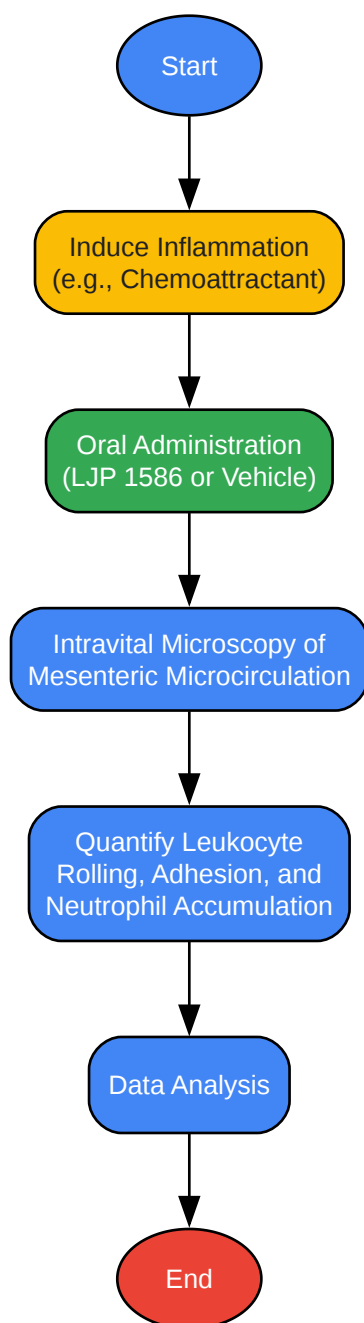 Start
Induce Inflammation
(e.g., Chemoattractant)
Oral Administration
(LJP 1586 or Vehicle)
Intravital Microscopy of
Mesenteric Microcirculation
Quantify Leukocyte
Rolling, Adhesion, and
Neutrophil Accumulation
Data Analysis
End